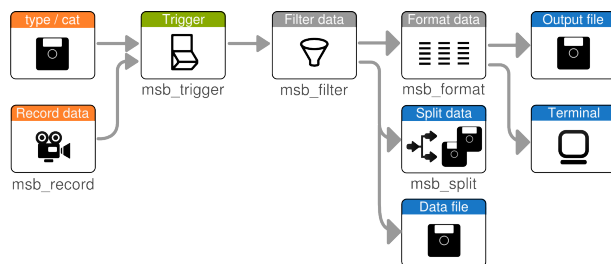 type / cat
Trigger
Filter data
Format data
Output file
msb_trigger
msb_filter
msb_format
Record data
Split data
Terminal
msb_record
msb_split
Data file